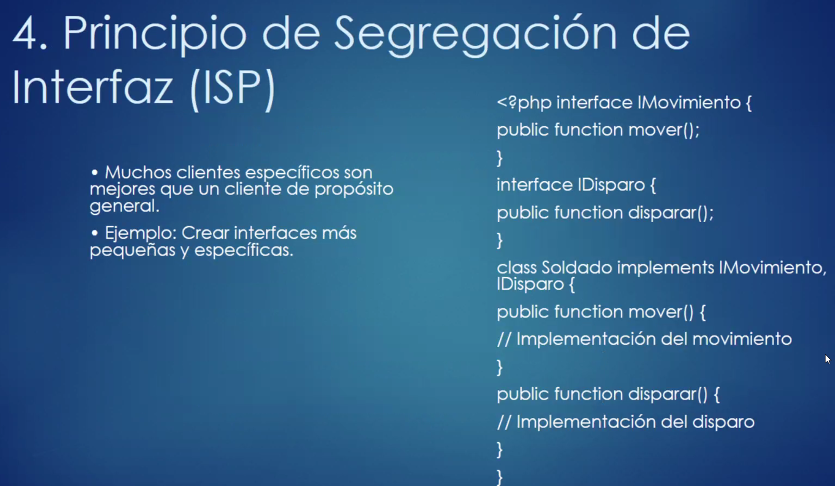 4. Principio de Segregación de
Interfaz (ISP)
• Muchos clientes específicos son
mejores que un cliente de propósito
general.
• Ejemplo: Crear interfaces más
pequeñas y específicas.
<?php interface IMovimiento {
public function mover();
}
interface IDisparo {
public function disparar();
}
class Soldado implements IMovimiento,
IDisparo {
public function mover() {
// Implementación del movimiento
}
public function disparar() {
// Implementación del disparo
}
}